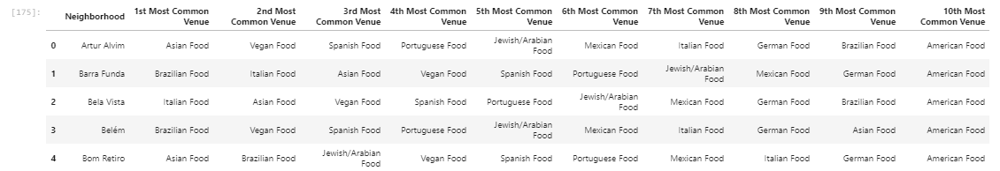 [175]:
Neighborhood 1st Most Common Venue 2nd Most Common Venue 3rd Most Common Venue 4th Most Common Venue 5th Most Common Venue 6th Most Common Venue 7th Most Common Venue 8th Most Common Venue 9th Most Common Venue 10th Most Common Venue
0 Artur Alvim Asian Food Vegan Food Spanish Food Portuguese Food Jewish/Arabian Food Mexican Food Italian Food German Food Brazilian Food American Food
1 Barra Funda Brazilian Food Italian Food Asian Food Vegan Food Spanish Food Portuguese Food Jewish/Arabian Food Mexican Food German Food American Food
2 Bela Vista Italian Food Asian Food Vegan Food Spanish Food Portuguese Food Jewish/Arabian Food Mexican Food German Food Brazilian Food American Food
3 Belém Brazilian Food Vegan Food Spanish Food Portuguese Food Jewish/Arabian Food Mexican Food Italian Food German Food Asian Food American Food
4 Bom Retiro Asian Food Brazilian Food Jewish/Arabian Food Vegan Food Spanish Food Portuguese Food Mexican Food Italian Food German Food American Food